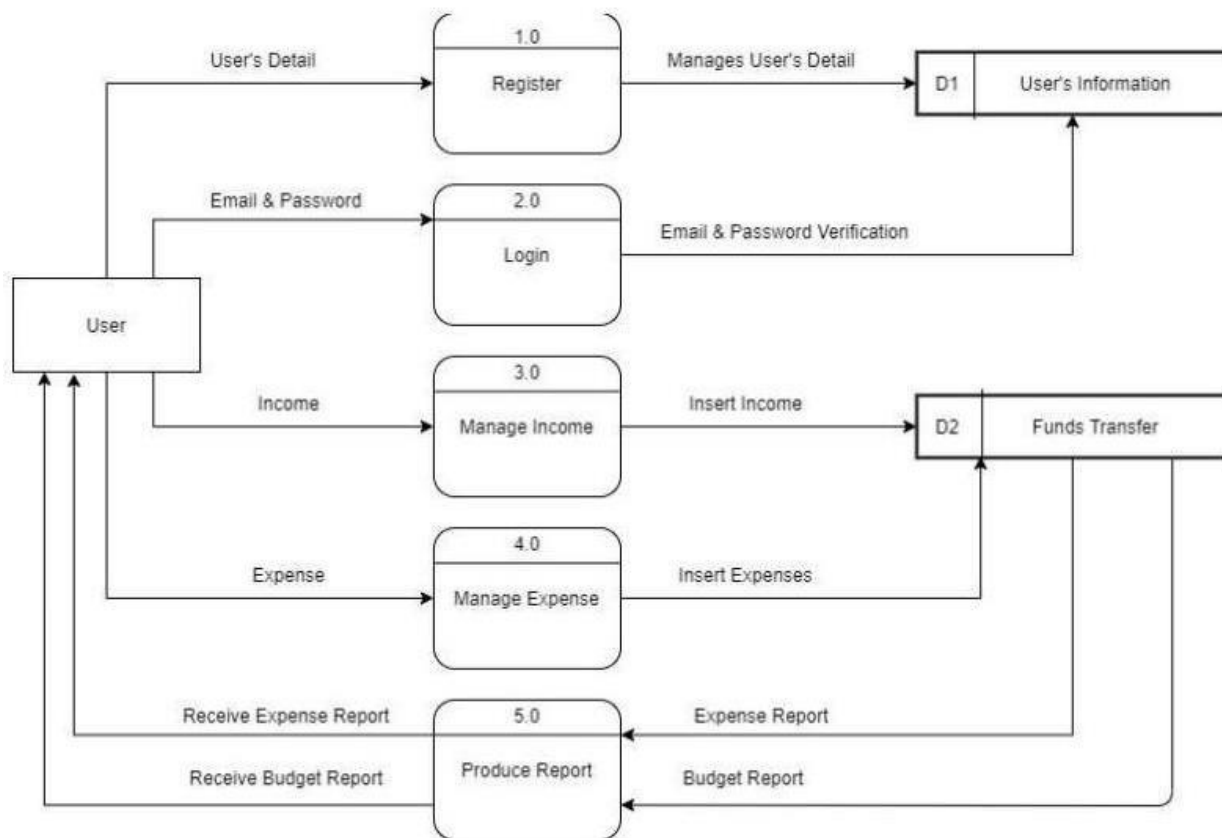 1.0
User's Detail
Manages User's Detail
Register
D1
User's Information
Email & Password
2.0
Login
Email & Password Verification
User
3.0
Income
Insert Income
Manage Income
D2
Funds Transfer
4.0
Expense
Insert Expenses
Manage Expense
Receive Expense Report
5.0
Expense Report
Produce Report
Receive Budget Report
Budget Report